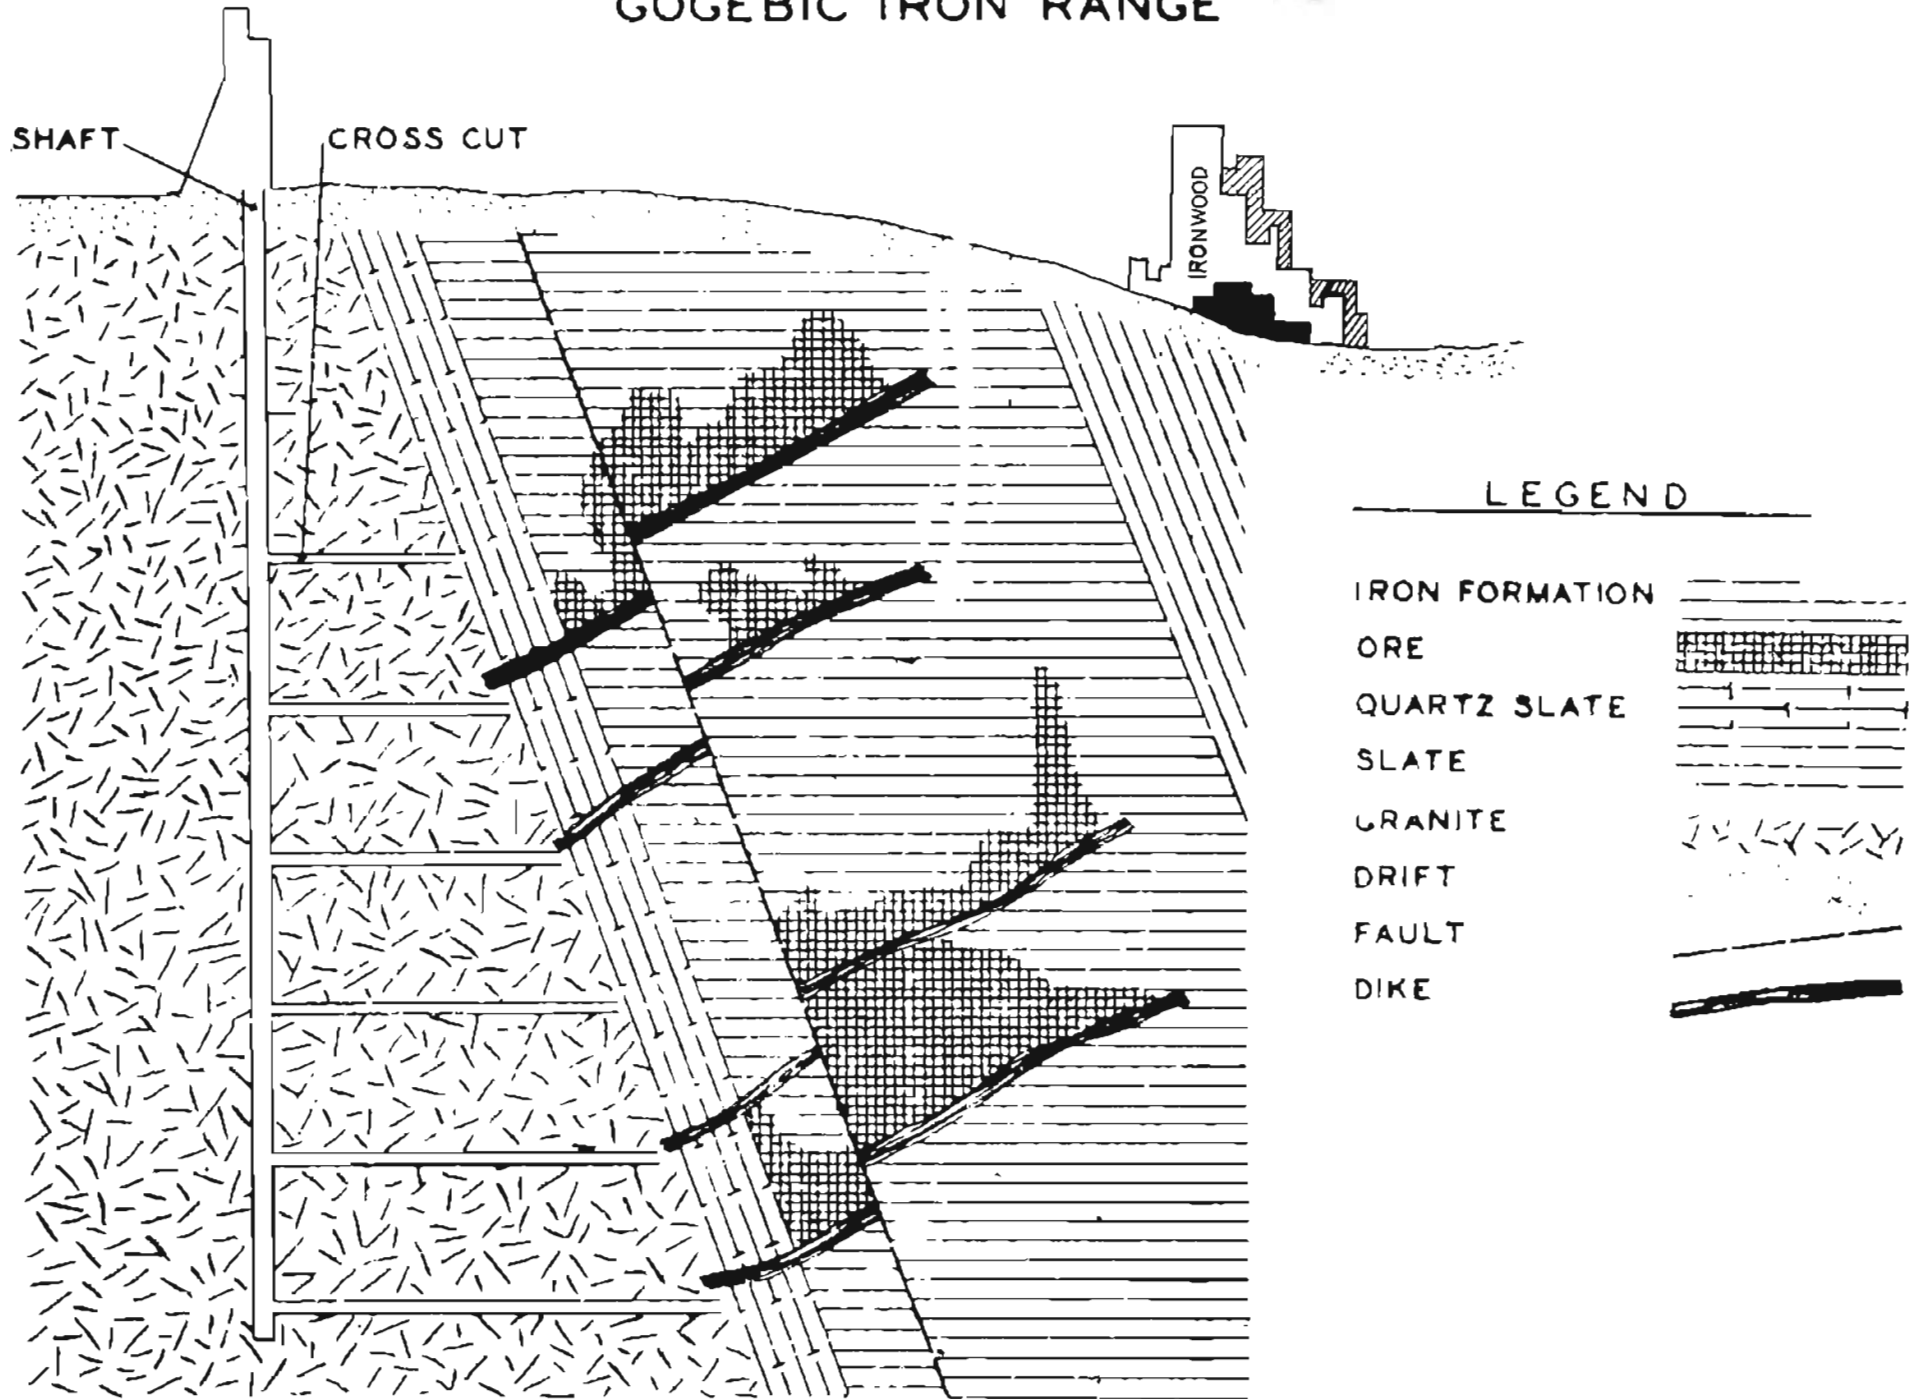 GOGEBIC IRON RANGE
SHAFT
CROSS CUT
IRONWOOD
LEGEND
IRON FORMATION
ORE
QUARTZ SLATE
SLATE
GRANITE
DRIFT
FAULT
DIKE